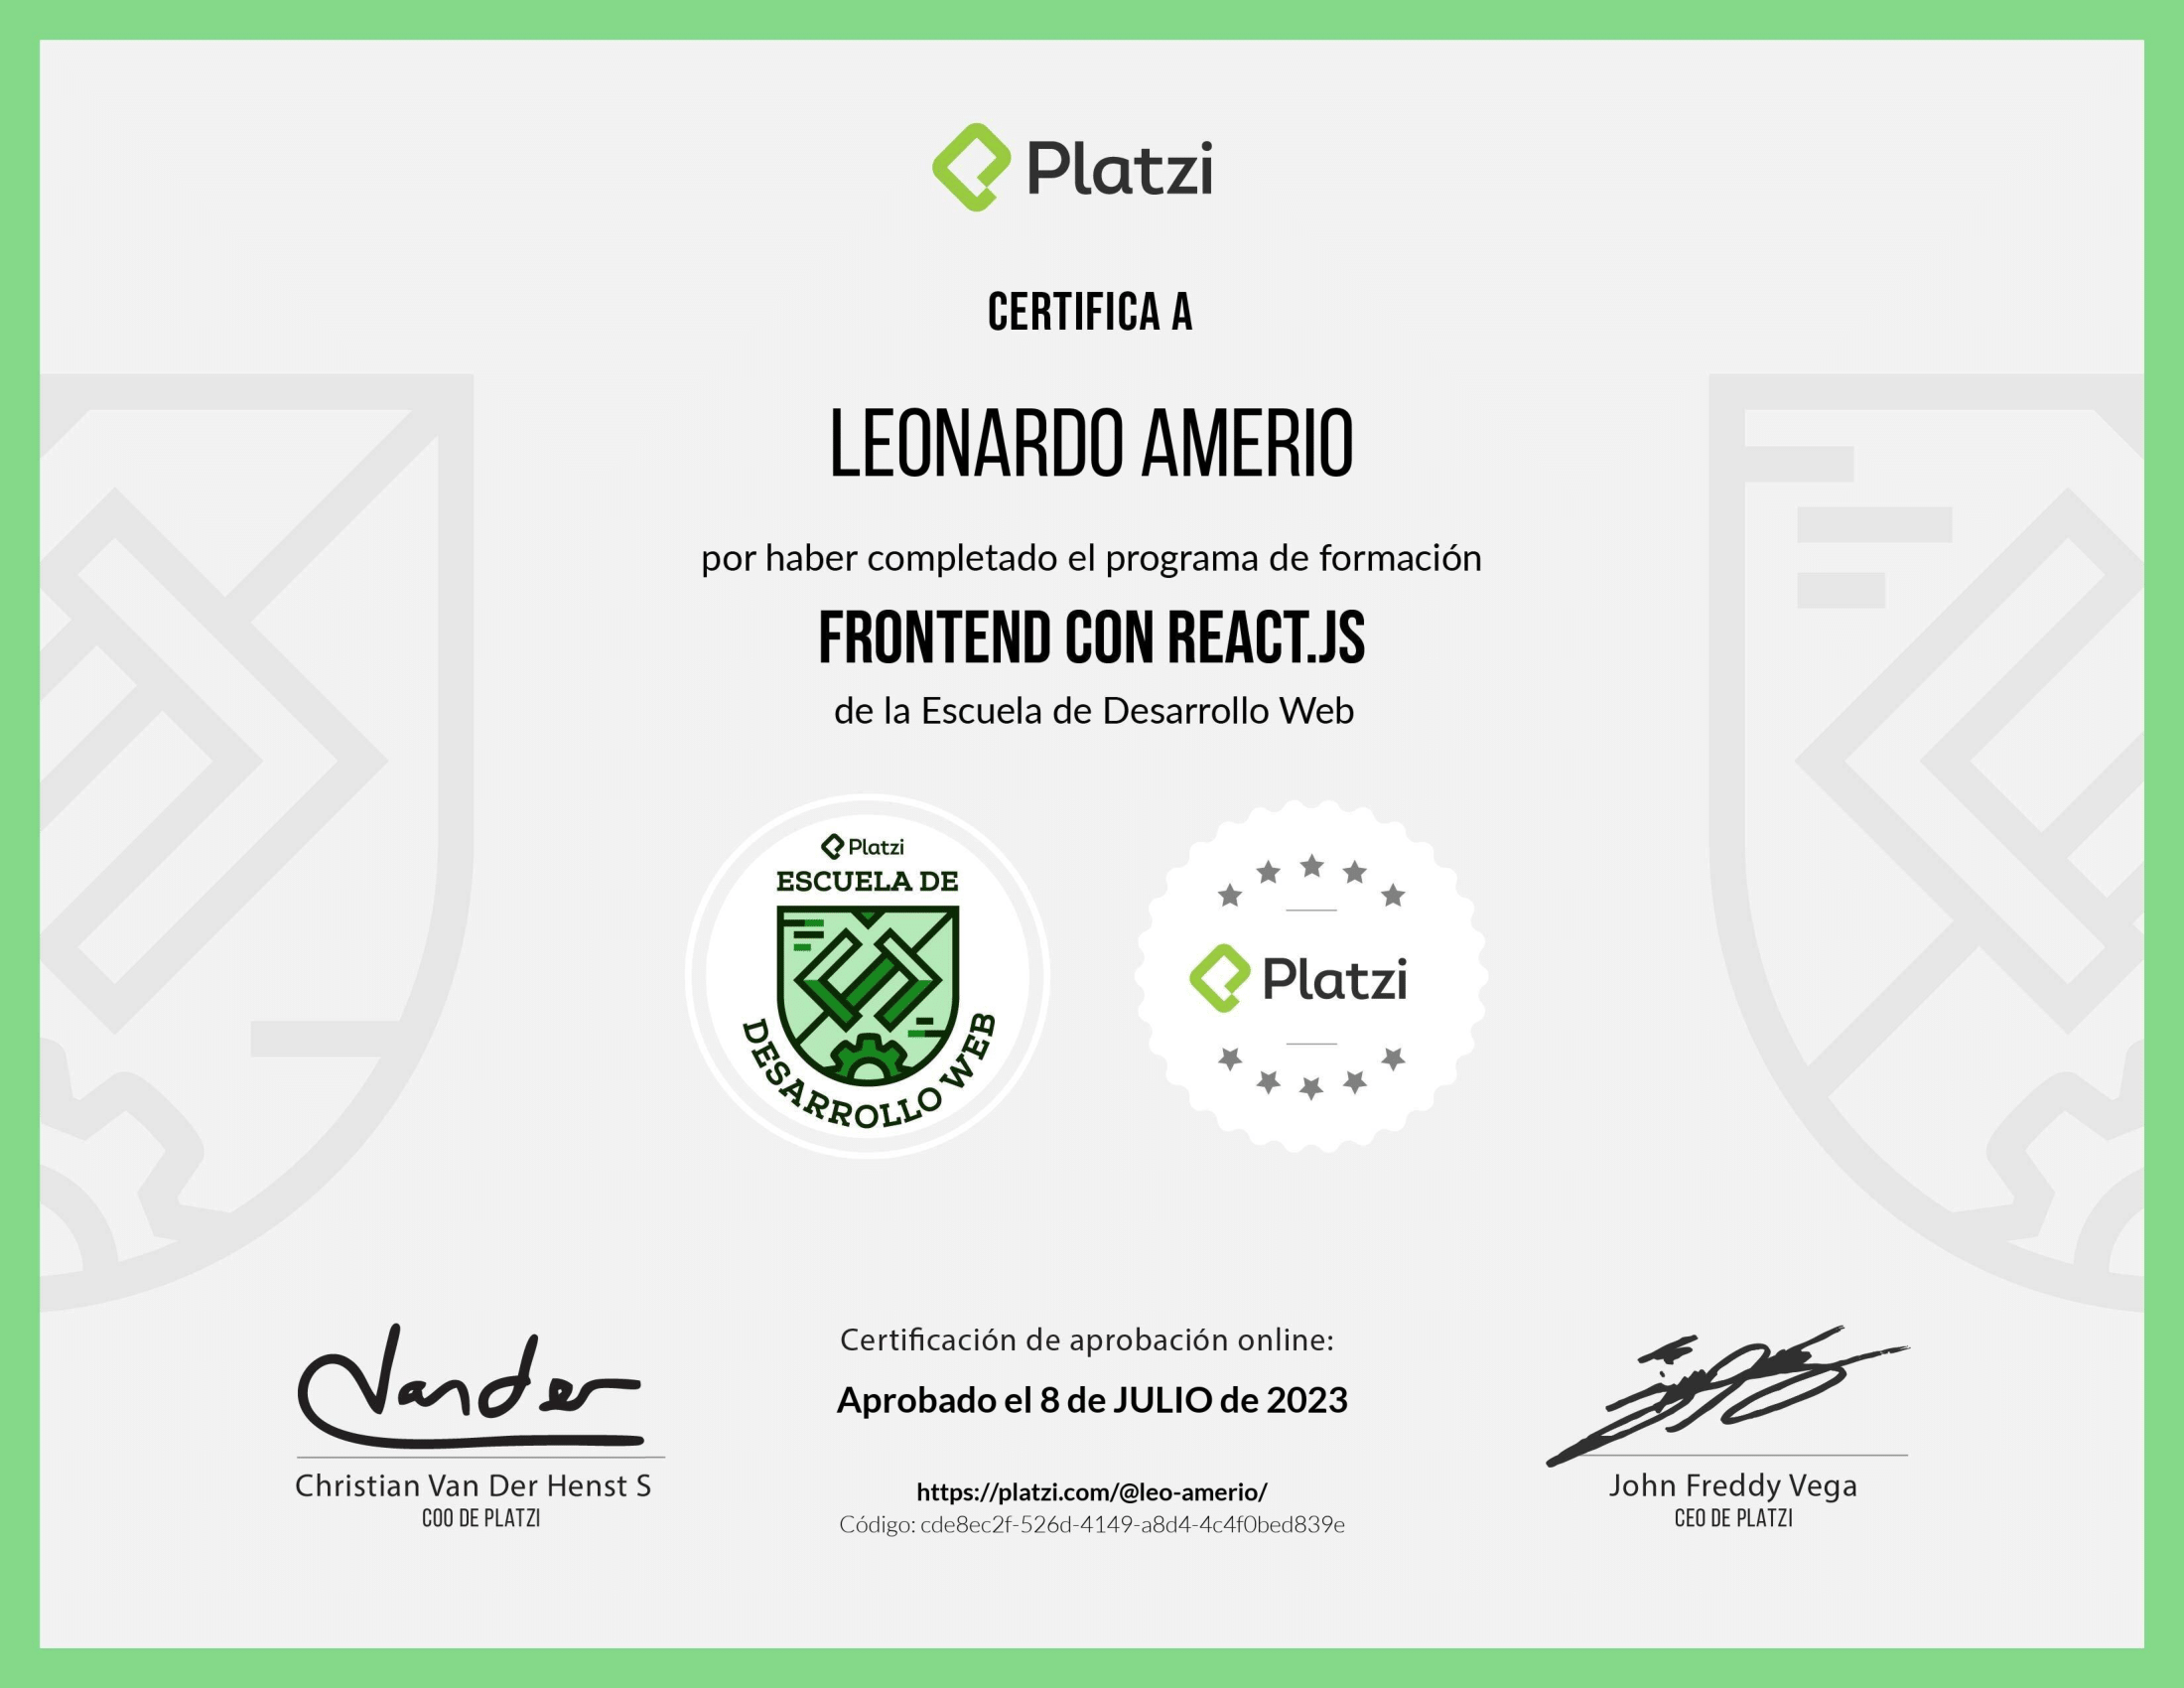 Platzi
CERTIFICA A
LEONARDO AMERIO
por haber completado el programa de formación
FRONTEND CON REACT.JS
de la Escuela de Desarrollo Web
Platzi
ESCUELA DE
DESARROLLO WEB
Platzi
Vander
Christian Van Der Henst S
COO DE PLATZI
Certificación de aprobación online:
Aprobado el 8 de JULIO de 2023
https://platzi.com/@leo-amerio/
Código: cde8ec2f-526d-4149-a8d4-4c4f0bed839e
John Freddy Vega
CEO DE PLATZI